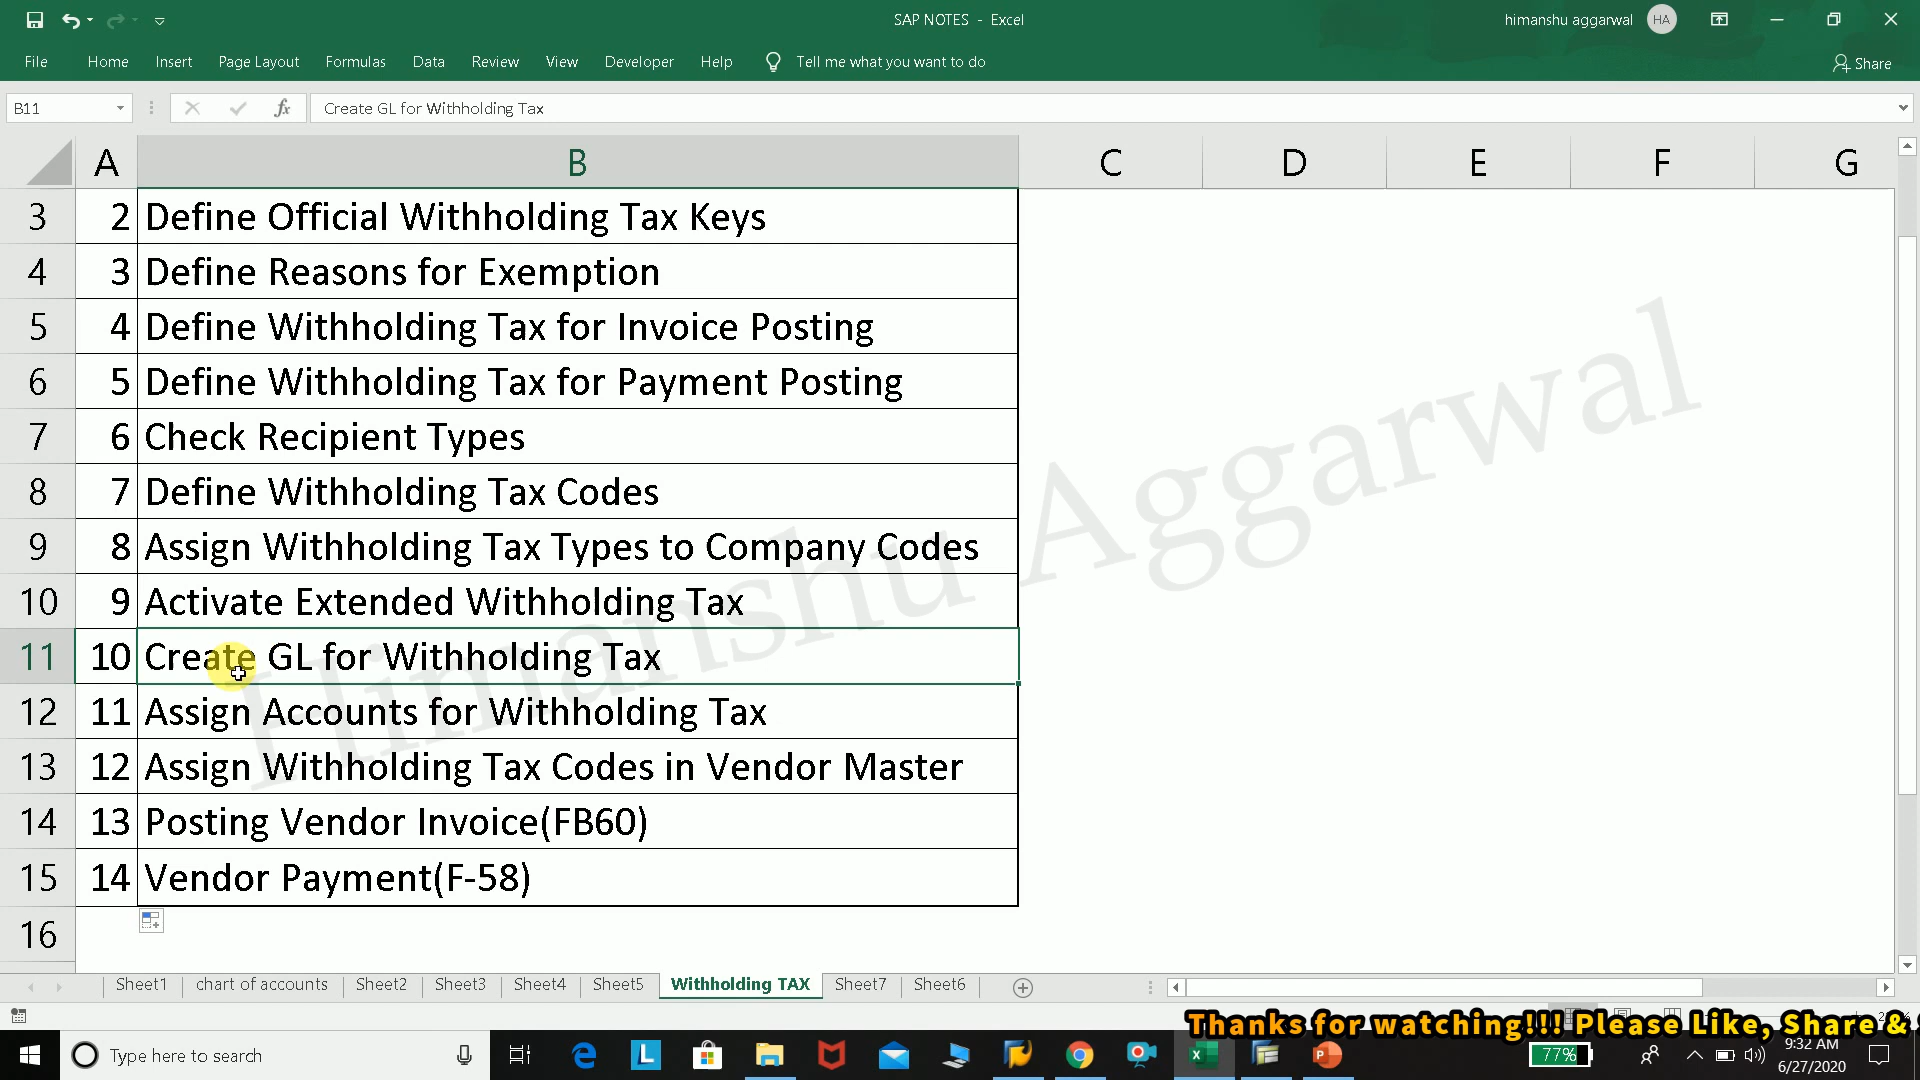 SAP NOTES - Excel
himanshu aggarwal
HA
File
Home
Insert
Page Layout
Formulas
Data
Review
View
Developer
Help
Tell me what you want to do
Share
B11
fx
Create GL for Withholding Tax
A
B
C
D
E
F
G
3 2 Define Official Withholding Tax Keys
4 3 Define Reasons for Exemption
5 4 Define Withholding Tax for Invoice Posting
6 5 Define Withholding Tax for Payment Posting
7 6 Check Recipient Types
8 7 Define Withholding Tax Codes
9 8 Assign Withholding Tax Types to Company Codes
10 9 Activate Extended Withholding Tax
11 10 Create GL for Withholding Tax
12 11 Assign Accounts for Withholding Tax
13 12 Assign Withholding Tax Codes in Vendor Master
14 13 Posting Vendor Invoice(FB60)
15 14 Vendor Payment(F-58)
16
Himanshu Aggarwal
Sheet1
chart of accounts
Sheet2
Sheet3
Sheet4
Sheet5
Withholding TAX
Sheet7
Sheet6
Thanks for watching!!! Please Like, Share &
Type here to search
77%
9:32 AM
6/27/2020